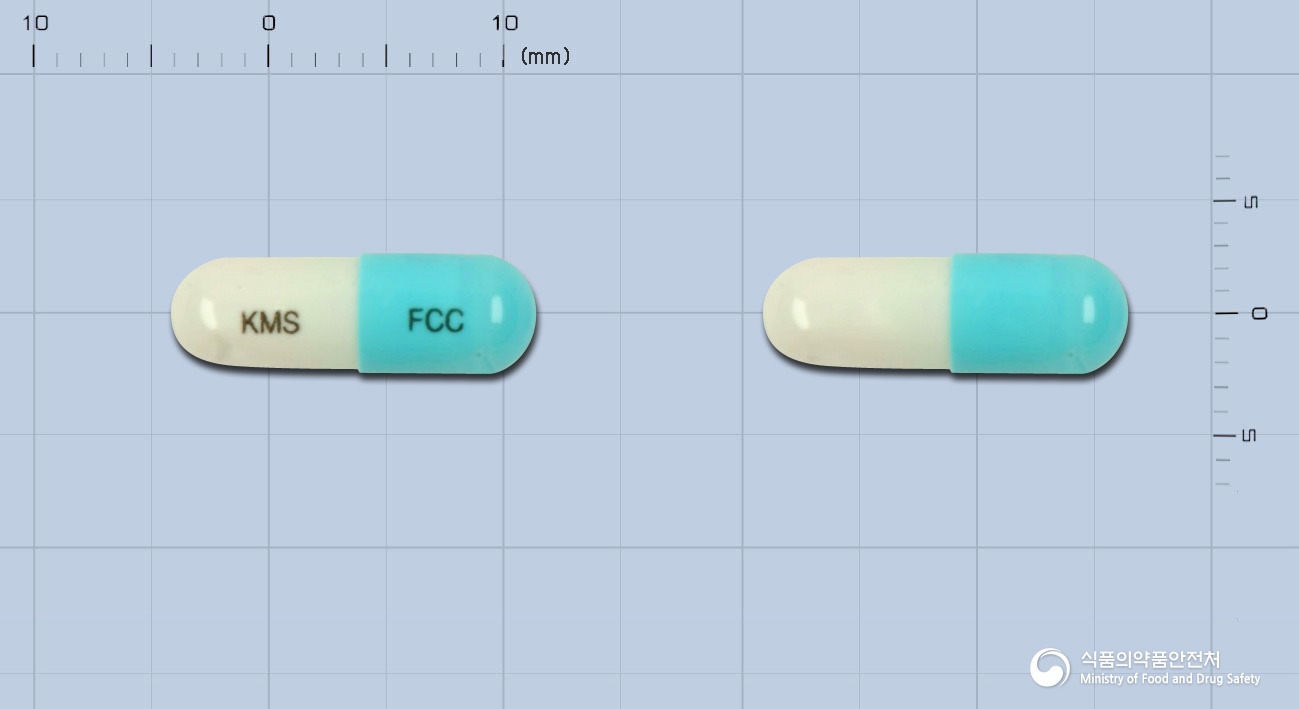 10 0 10
(mm)
KMS FCC
5
0
5
식품의약품안전처
Ministry of Food and Drug Safety